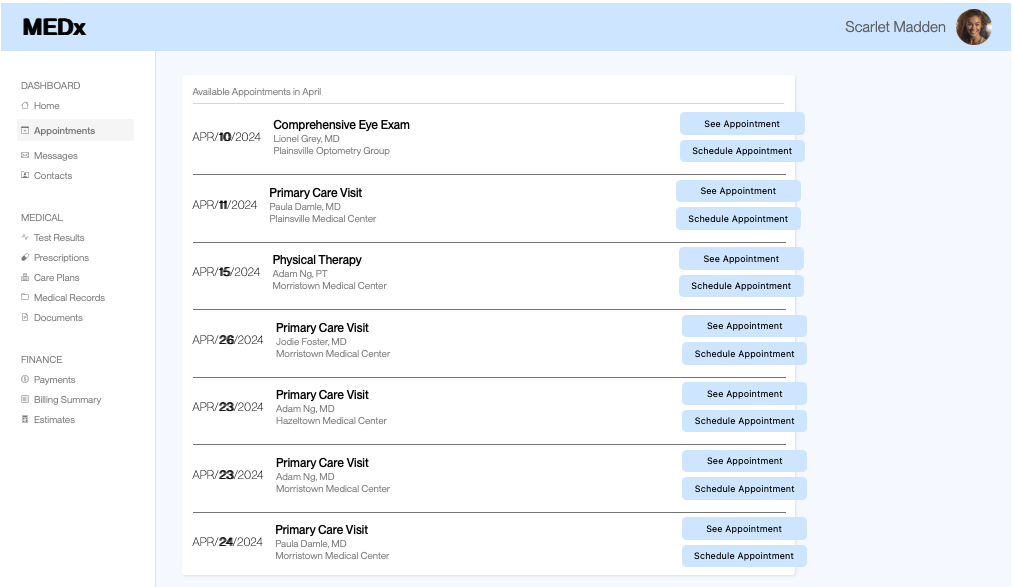 MEDx
Scarlet Madden
DASHBOARD
Home
Appointments
Messages
Contacts
MEDICAL
Test Results
Prescriptions
Care Plans
Medical Records
Documents
FINANCE
Payments
Billing Summary
Estimates
Available Appointments in April
APR/10/2024
Comprehensive Eye Exam
Lionel Grey, MD
Plainsville Optometry Group
See Appointment
Schedule Appointment
APR/11/2024
Primary Care Visit
Paula Damle, MD
Plainsville Medical Center
See Appointment
Schedule Appointment
APR/15/2024
Physical Therapy
Adam Ng, PT
Morristown Medical Center
See Appointment
Schedule Appointment
APR/26/2024
Primary Care Visit
Jodie Foster, MD
Morristown Medical Center
See Appointment
Schedule Appointment
APR/23/2024
Primary Care Visit
Adam Ng, MD
Hazeltown Medical Center
See Appointment
Schedule Appointment
APR/23/2024
Primary Care Visit
Adam Ng, MD
Morristown Medical Center
See Appointment
Schedule Appointment
APR/24/2024
Primary Care Visit
Paula Damle, MD
Morristown Medical Center
See Appointment
Schedule Appointment